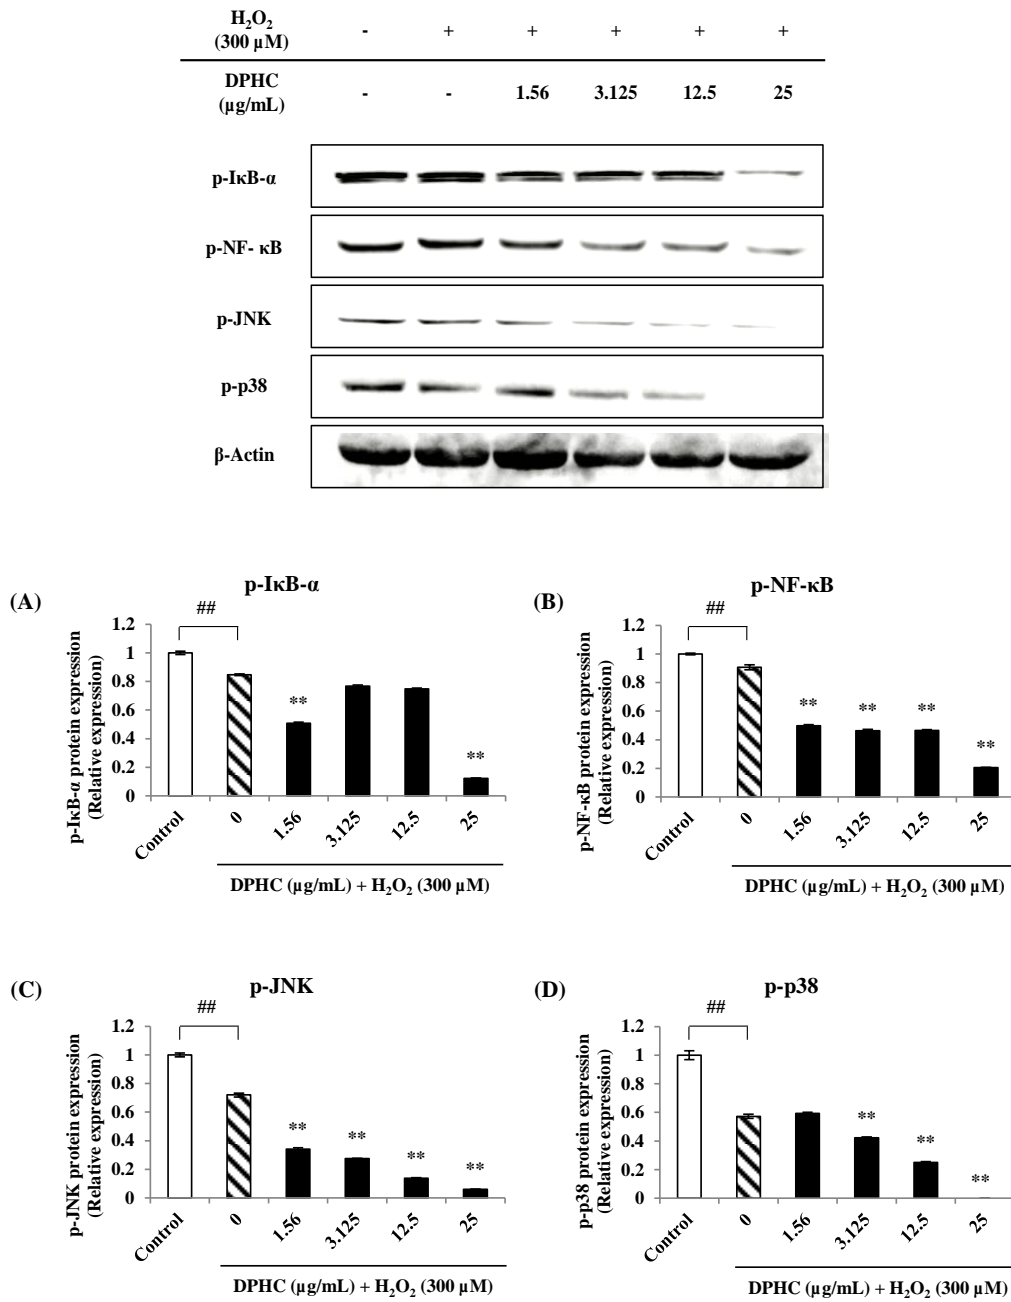 H₂O₂
(300 µM) - + + + + +
DPHC
(µg/mL) - - 1.56 3.125 12.5 25
p-IκB-α
p-NF- κB
p-JNK
p-p38
β-Actin
(A) p-IκB-α
##
1.2
1
0.8
0.6
0.4
0.2
0
** **
p-IκB-α protein expression
(Relative expression)
Control 0 1.56 3.125 12.5 25
DPHC (µg/mL) + H₂O₂ (300 µM)
(B) p-NF-κB
##
1.2
1
0.8
0.6
0.4
0.2
0
** ** ** **
p-NF-κB protein expression
(Relative expression)
Control 0 1.56 3.125 12.5 25
DPHC (µg/mL) + H₂O₂ (300 µM)
(C) p-JNK
##
1.2
1
0.8
0.6
0.4
0.2
0
** ** ** **
p-JNK protein expression
(Relative expression)
Control 0 1.56 3.125 12.5 25
DPHC (µg/mL) + H₂O₂ (300 µM)
(D) p-p38
##
1.2
1
0.8
0.6
0.4
0.2
0
** ** **
p-p38 protein expression
(Relative expression)
Control 0 1.56 3.125 12.5 25
DPHC (µg/mL) + H₂O₂ (300 µM)